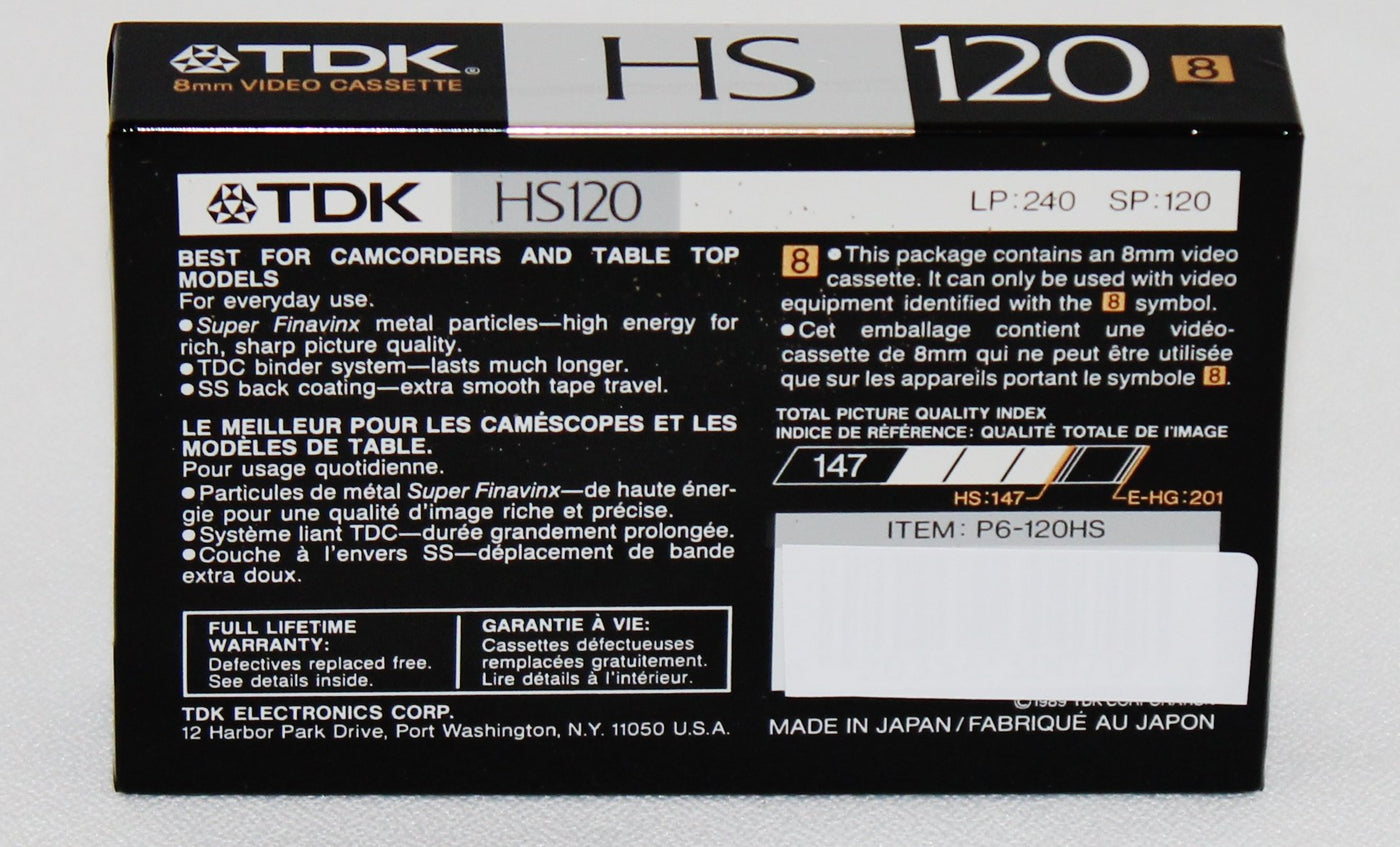 TDK®
8mm VIDEO CASSETTE
HS
120
8
TDK
HS120
LP:240 SP:120
BEST FOR CAMCORDERS AND TABLE TOP
MODELS
For everyday use.
●Super Finavinx metal particles—high energy for
rich, sharp picture quality.
●TDC binder system—lasts much longer.
●SS back coating—extra smooth tape travel.
LE MEILLEUR POUR LES CAMÉSCOPES ET LES
MODÈLES DE TABLE.
Pour usage quotidienne.
●Particules de métal Super Finavinx—de haute éner-
gie pour une qualité d'image riche et précise.
●Système liant TDC—durée grandement prolongée.
●Couche à l'envers SS—déplacement de bande
extra doux.
FULL LIFETIME
WARRANTY:
Defectives replaced free.
See details inside.
GARANTIE À VIE:
Cassettes défectueuses
remplacées gratuitement.
Lire détails à l'intérieur.
TDK ELECTRONICS CORP.
12 Harbor Park Drive, Port Washington, N.Y. 11050 U.S.A.
8 ●This package contains an 8mm video
cassette. It can only be used with video
equipment identified with the 8 symbol.
●Cet emballage contient une vidéo-
cassette de 8mm qui ne peut être utilisée
que sur les appareils portant le symbole 8.
TOTAL PICTURE QUALITY INDEX
INDICE DE RÉFÉRENCE: QUALITÉ TOTALE DE l'IMAGE
147
HS:147
E-HG:201
ITEM: P6-120HS
©1989 TDK CORPORATION
MADE IN JAPAN/FABRIQUÉ AU JAPON